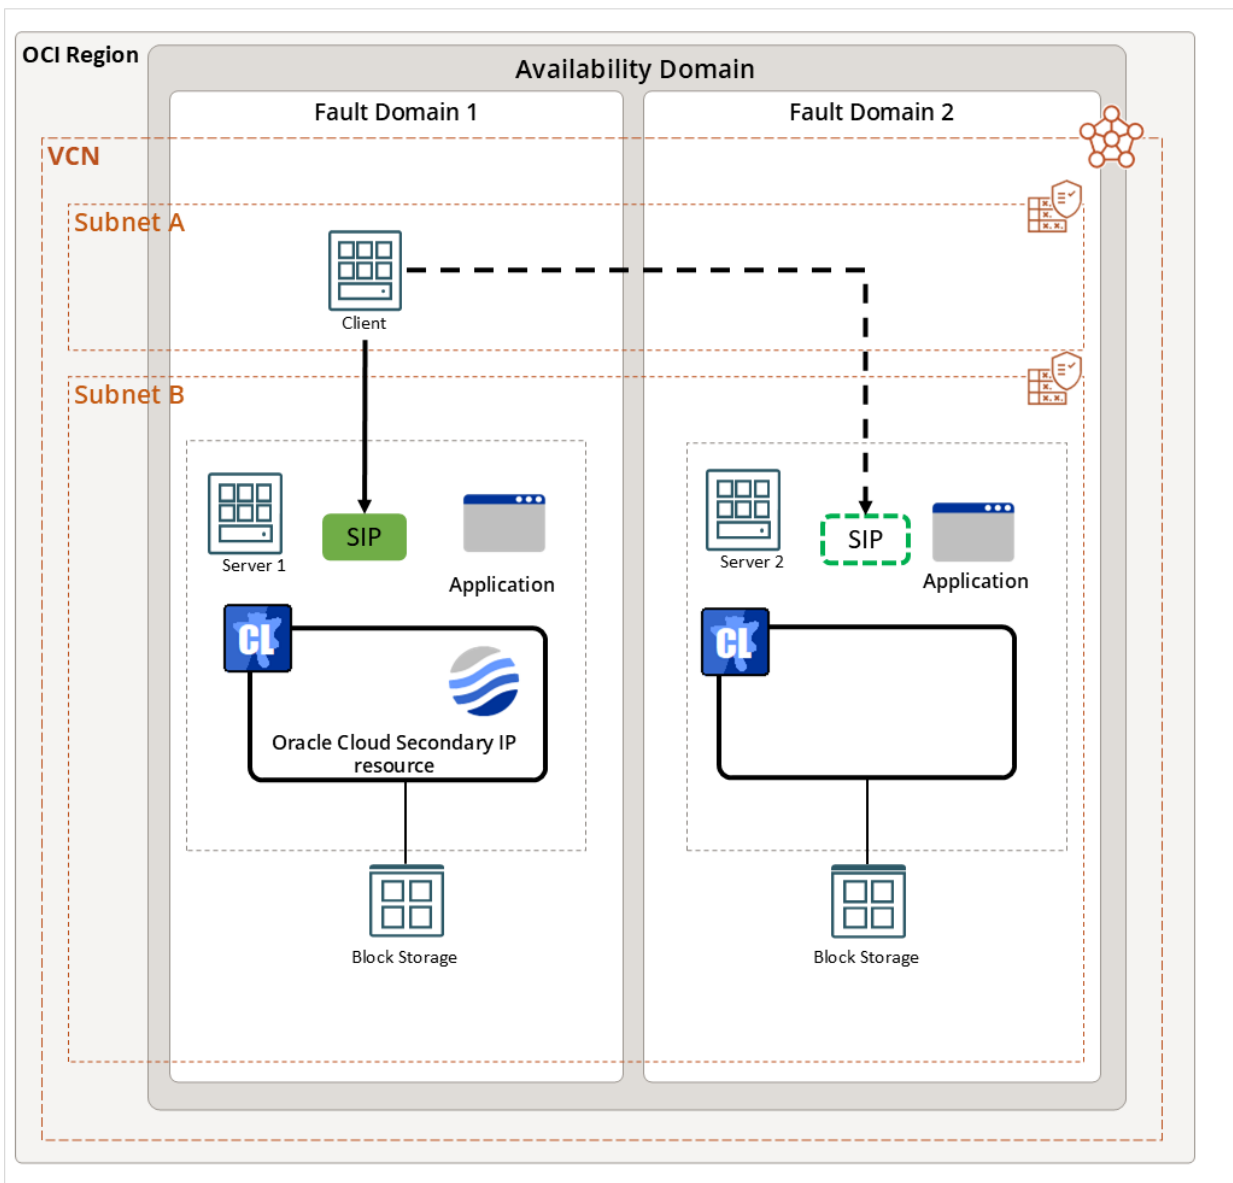 OCI Region
Availability Domain
Fault Domain 1
Fault Domain 2
VCN
Subnet A
Client
Subnet B
Server 1
SIP
Application
Server 2
SIP
Application
CL
CL
Oracle Cloud Secondary IP
resource
Block Storage
Block Storage